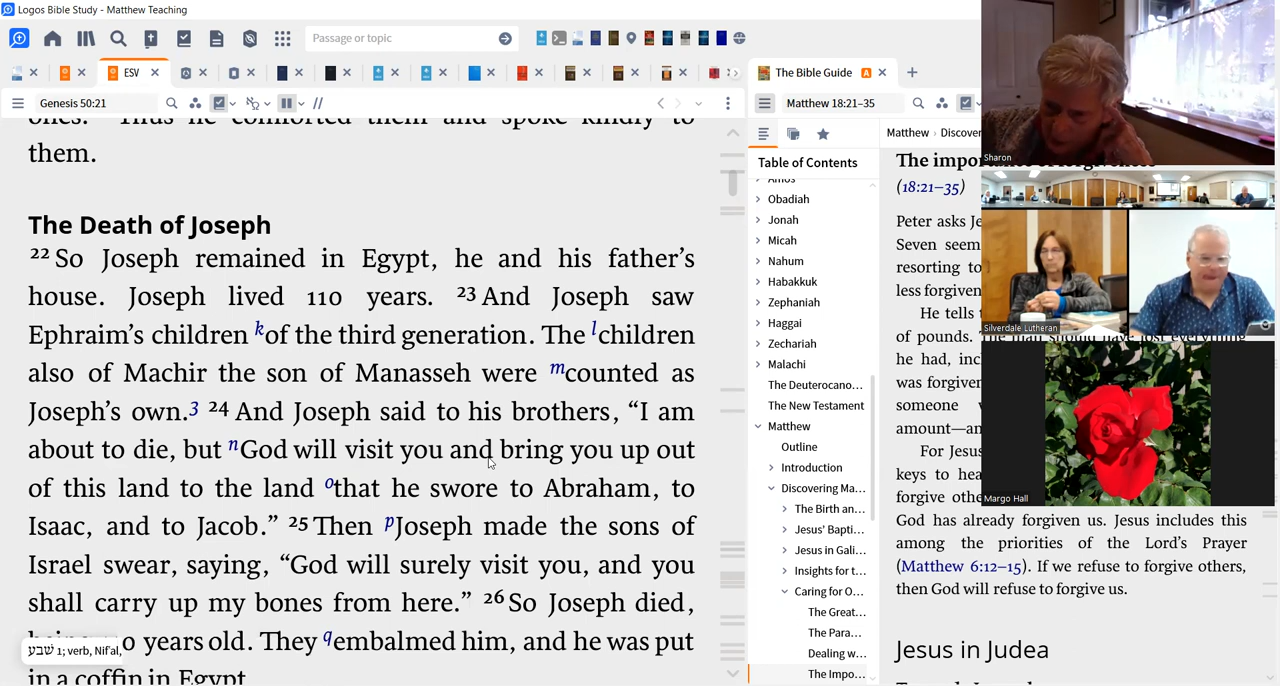 Logos Bible Study - Matthew Teaching
Passage or topic
ESV
The Bible Guide A
Genesis 50:21
Matthew 18:21–35
Matthew › Discover
them.
The Death of Joseph
22 So Joseph remained in Egypt, he and his father’s
house. Joseph lived 110 years. 23 And Joseph saw
Ephraim’s children k of the third generation. The l children
also of Machir the son of Manasseh were m counted as
Joseph’s own.3 24 And Joseph said to his brothers, “I am
about to die, but n God will visit you and bring you up out
of this land to the land o that he swore to Abraham, to
Isaac, and to Jacob.” 25 Then p Joseph made the sons of
Israel swear, saying, “God will surely visit you, and you
shall carry up my bones from here.” 26 So Joseph died,
0 years old. They q embalmed him, and he was put
in a coffin in Egypt
שׁבע 1; verb, Nifʿal,
Table of Contents
Amos
Obadiah
Jonah
Micah
Nahum
Habakkuk
Zephaniah
Haggai
Zechariah
Malachi
The Deuterocano...
The New Testament
Matthew
Outline
Introduction
Discovering Ma...
The Birth an...
Jesus’ Bapti...
Jesus in Gali...
Insights for t...
Caring for O...
The Great...
The Para...
Dealing w...
The Impo...
The importance of forgiveness
(18:21–35)
Peter asks Je
Seven seem
resorting to
less forgiven
He tells t
of pounds. The man should have lost everything
he had, inc
was forgiven
someone
amount—an
For Jesus
keys to hea
forgive othe
God has already forgiven us. Jesus includes this
among the priorities of the Lord’s Prayer
(Matthew 6:12–15). If we refuse to forgive others,
then God will refuse to forgive us.
Jesus in Judea
Sharon
Silverdale Lutheran
Margo Hall